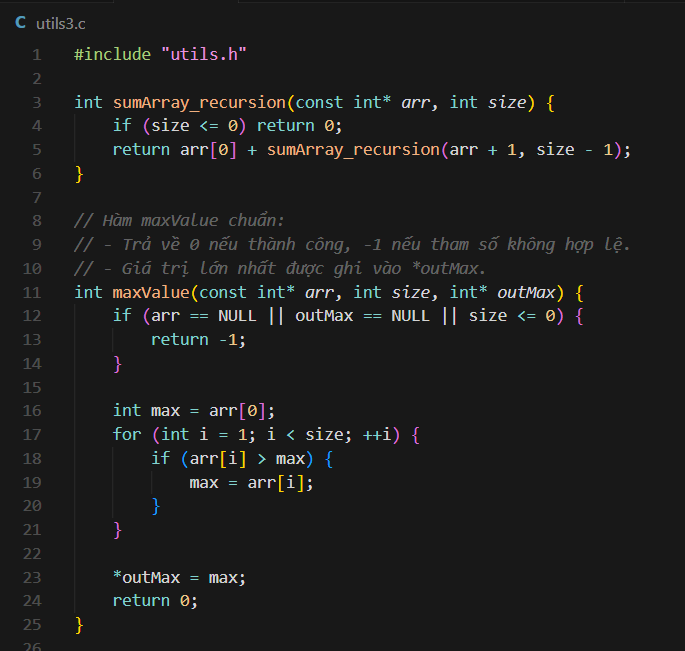 C utils3.c
1 #include "utils.h"
2
3 int sumArray_recursion(const int* arr, int size) {
4     if (size <= 0) return 0;
5     return arr[0] + sumArray_recursion(arr + 1, size - 1);
6 }
7
8 // Hàm maxValue chuẩn:
9 // - Trả về 0 nếu thành công, -1 nếu tham số không hợp lệ.
10 // - Giá trị lớn nhất được ghi vào *outMax.
11 int maxValue(const int* arr, int size, int* outMax) {
12     if (arr == NULL || outMax == NULL || size <= 0) {
13         return -1;
14     }
15
16     int max = arr[0];
17     for (int i = 1; i < size; ++i) {
18         if (arr[i] > max) {
19             max = arr[i];
20         }
21     }
22
23     *outMax = max;
24     return 0;
25 }
26